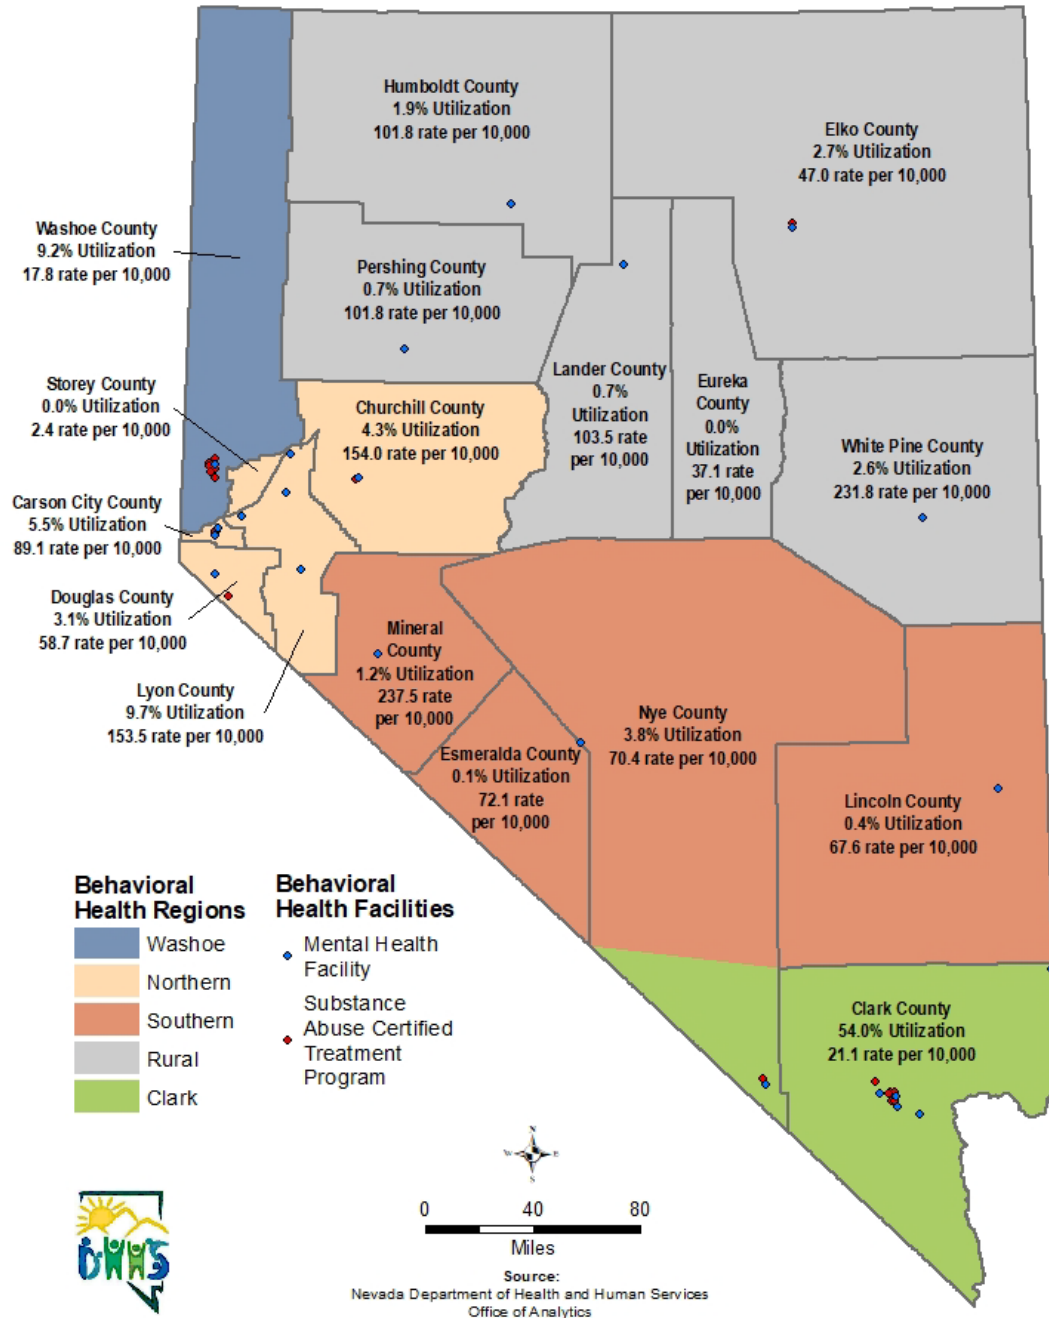 Humboldt County
1.9% Utilization
101.8 rate per 10,000
Elko County
2.7% Utilization
47.0 rate per 10,000
Washoe County
9.2% Utilization
17.8 rate per 10,000
Pershing County
0.7% Utilization
101.8 rate per 10,000
Storey County
0.0% Utilization
2.4 rate per 10,000
Churchill County
4.3% Utilization
154.0 rate per 10,000
Lander County
0.7%
Utilization
103.5 rate
per 10,000
Eureka
County
0.0%
Utilization
37.1 rate
per 10,000
White Pine County
2.6% Utilization
231.8 rate per 10,000
Carson City County
5.5% Utilization
89.1 rate per 10,000
Douglas County
3.1% Utilization
58.7 rate per 10,000
Lyon County
9.7% Utilization
153.5 rate per 10,000
Mineral
County
1.2% Utilization
237.5 rate
per 10,000
Esmeralda County
0.1% Utilization
72.1 rate
per 10,000
Nye County
3.8% Utilization
70.4 rate per 10,000
Lincoln County
0.4% Utilization
67.6 rate per 10,000
Clark County
54.0% Utilization
21.1 rate per 10,000
Behavioral
Health Regions
Washoe
Northern
Southern
Rural
Clark
Behavioral
Health Facilities
Mental Health
Facility
Substance
Abuse Certified
Treatment
Program
N
W E
S
0 40 80
Miles
DHHS
Source:
Nevada Department of Health and Human Services
Office of Analytics